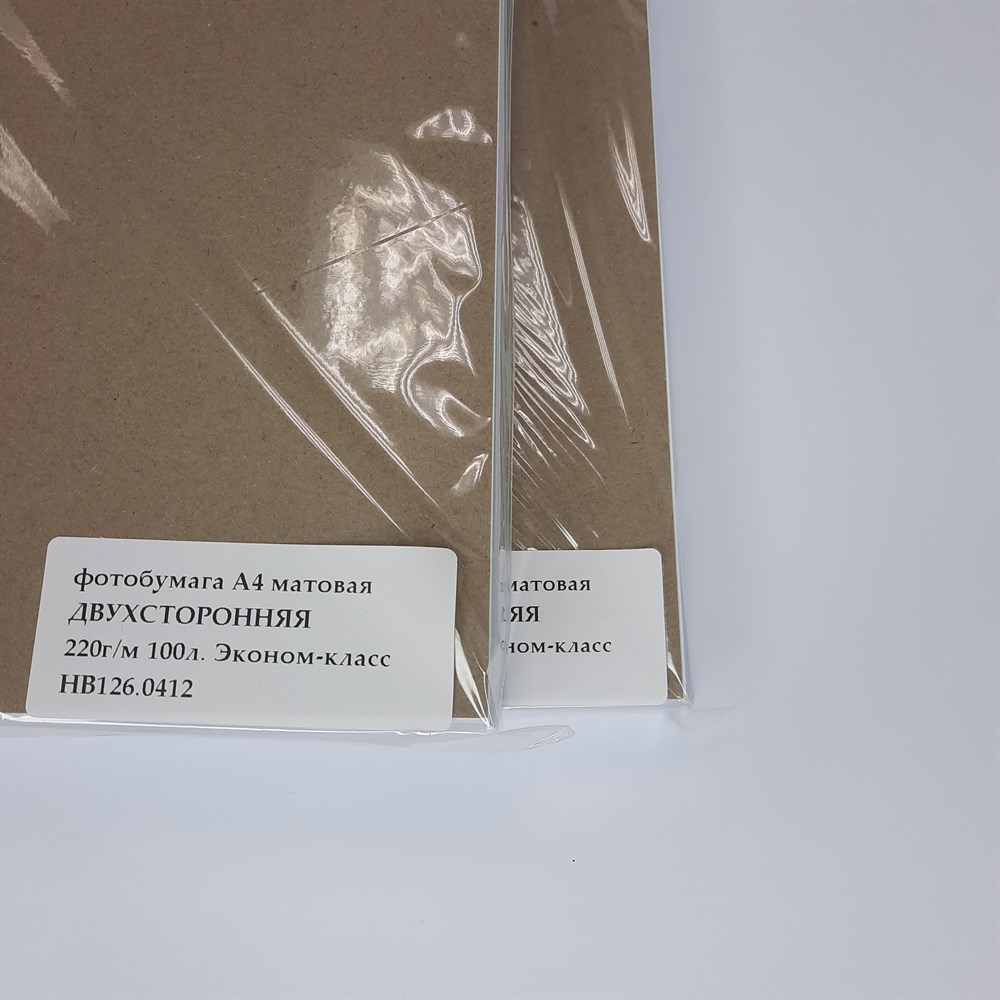 фотобумага А4 матовая
ДВУХСТОРОННЯЯ
220г/м 100л. Эконом-класс
НВ126.0412
матовая
ЯЯ
ном-класс